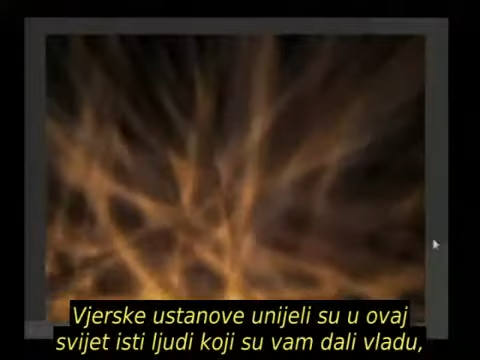 Vjerske ustanove unijeli su u ovaj
svijet isti ljudi koji su vam dali vladu,